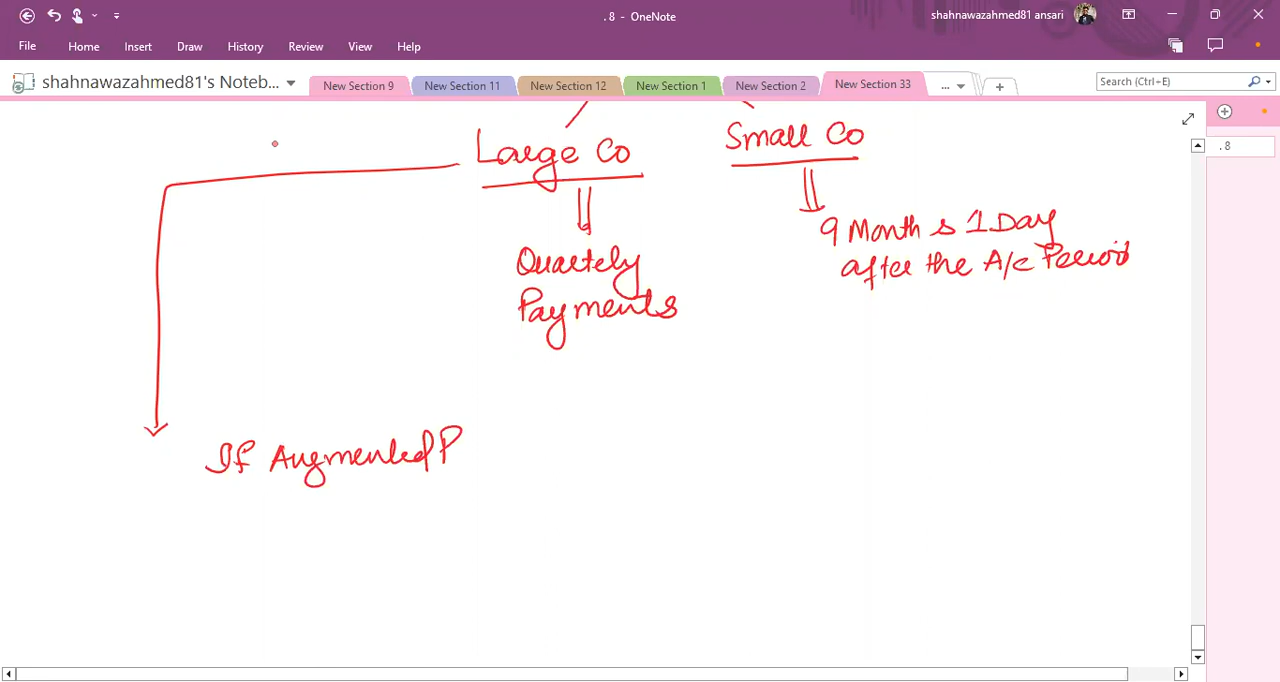 .8 - OneNote
shahnawazahmed81 ansari
File Home Insert Draw History Review View Help
shahnawazahmed81's Noteb...
New Section 9 New Section 11 New Section 12 New Section 1 New Section 2 New Section 33 ...
Search (Ctrl+E)
.8
Large Co
Small Co
Quartely
Payments
9 Month & 1 Day
after the A/c Period
If Augmented P